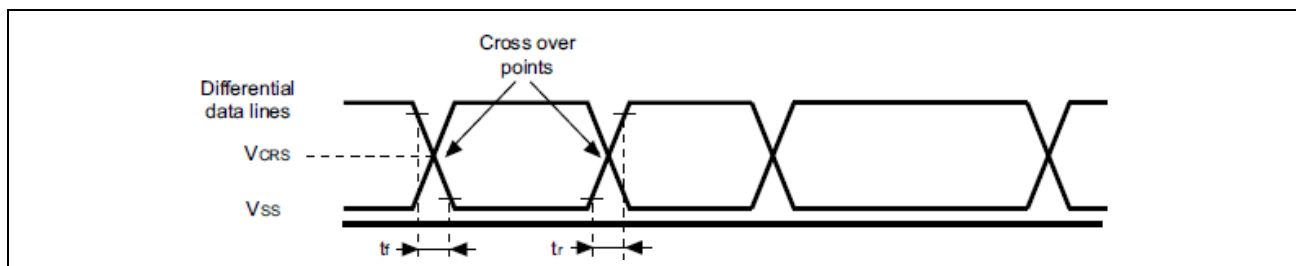 Cross over
points
Differential
data lines
VCRS
VSS
tf
tr